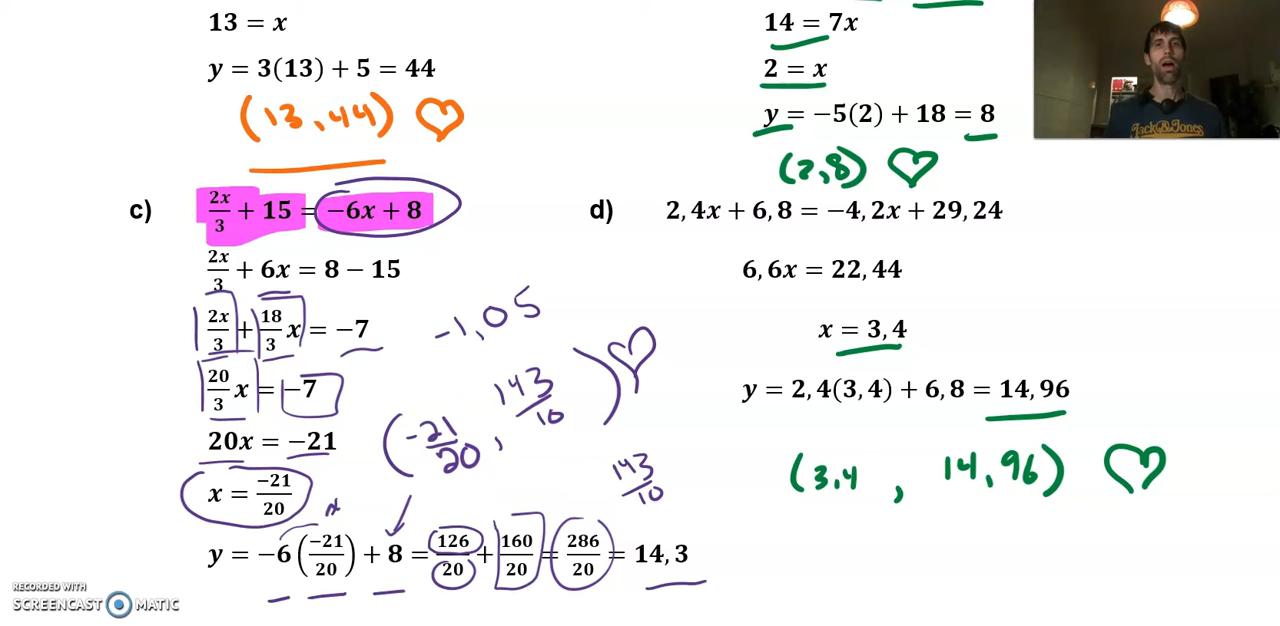 13 = x
y = 3(13) + 5 = 44
(13,44)
14 = 7x
2 = x
y = −5(2) + 18 = 8
(2,8)
Jack & Jones
c) 2x/3 + 15 = −6x + 8
2x/3 + 6x = 8 − 15
2x/3 + 18/3 x = −7
-1,05
20/3 x = −7
20x = −21
(-21/20, 143/10)
x = −21/20
143/10
y = −6(−21/20) + 8 = 126/20 + 160/20 = 286/20 = 14,3
d) 2,4x + 6,8 = −4,2x + 29,24
6,6x = 22,44
x = 3,4
y = 2,4(3,4) + 6,8 = 14,96
(3,4 , 14,96)
RECORDED WITH
SCREENCAST MATIC